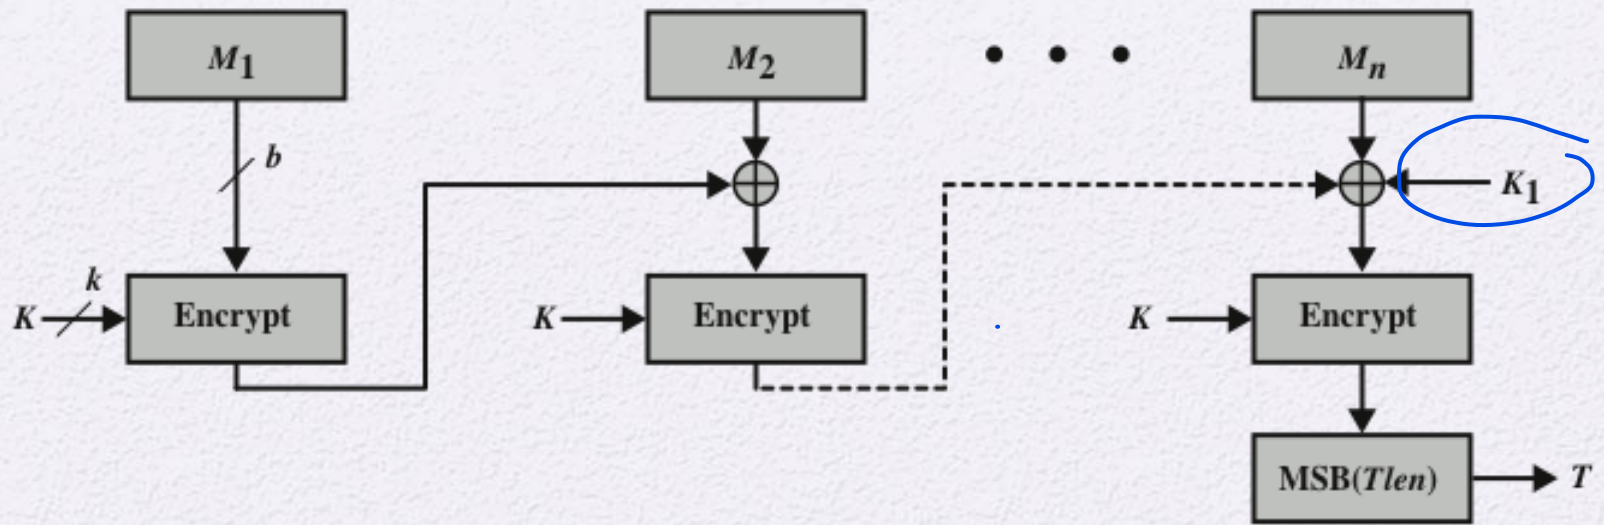 M1 M2 • • • Mn
b
K1
k
K Encrypt K Encrypt K Encrypt
MSB(Tlen) T